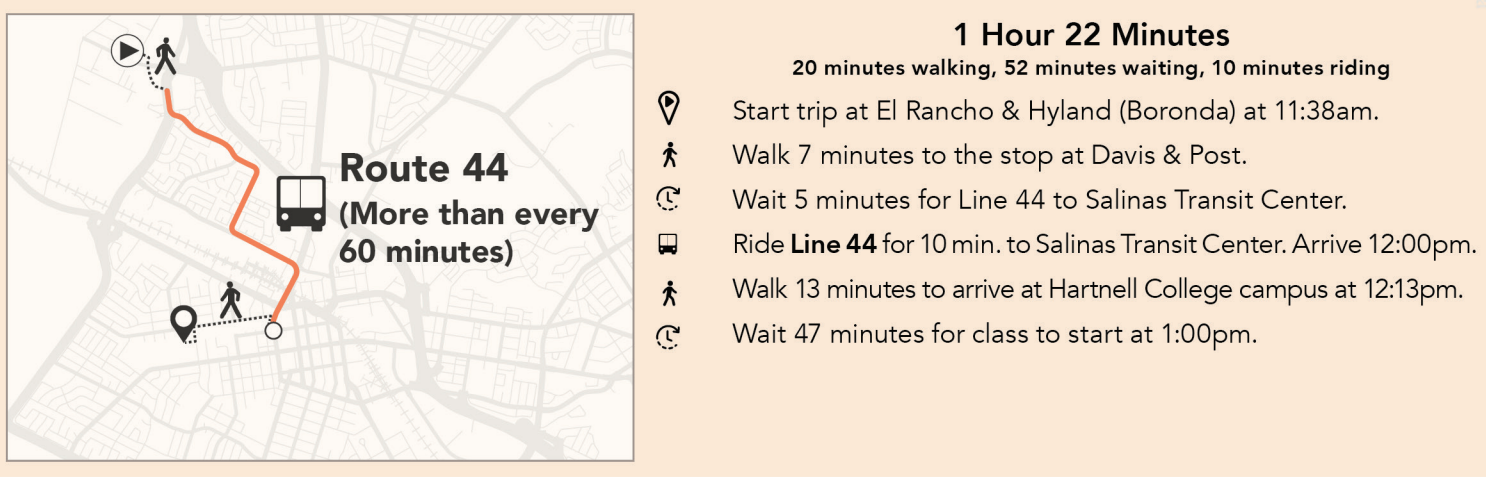 Route 44
(More than every
60 minutes)
1 Hour 22 Minutes
20 minutes walking, 52 minutes waiting, 10 minutes riding
Start trip at El Rancho & Hyland (Boronda) at 11:38am.
Walk 7 minutes to the stop at Davis & Post.
Wait 5 minutes for Line 44 to Salinas Transit Center.
Ride Line 44 for 10 min. to Salinas Transit Center. Arrive 12:00pm.
Walk 13 minutes to arrive at Hartnell College campus at 12:13pm.
Wait 47 minutes for class to start at 1:00pm.